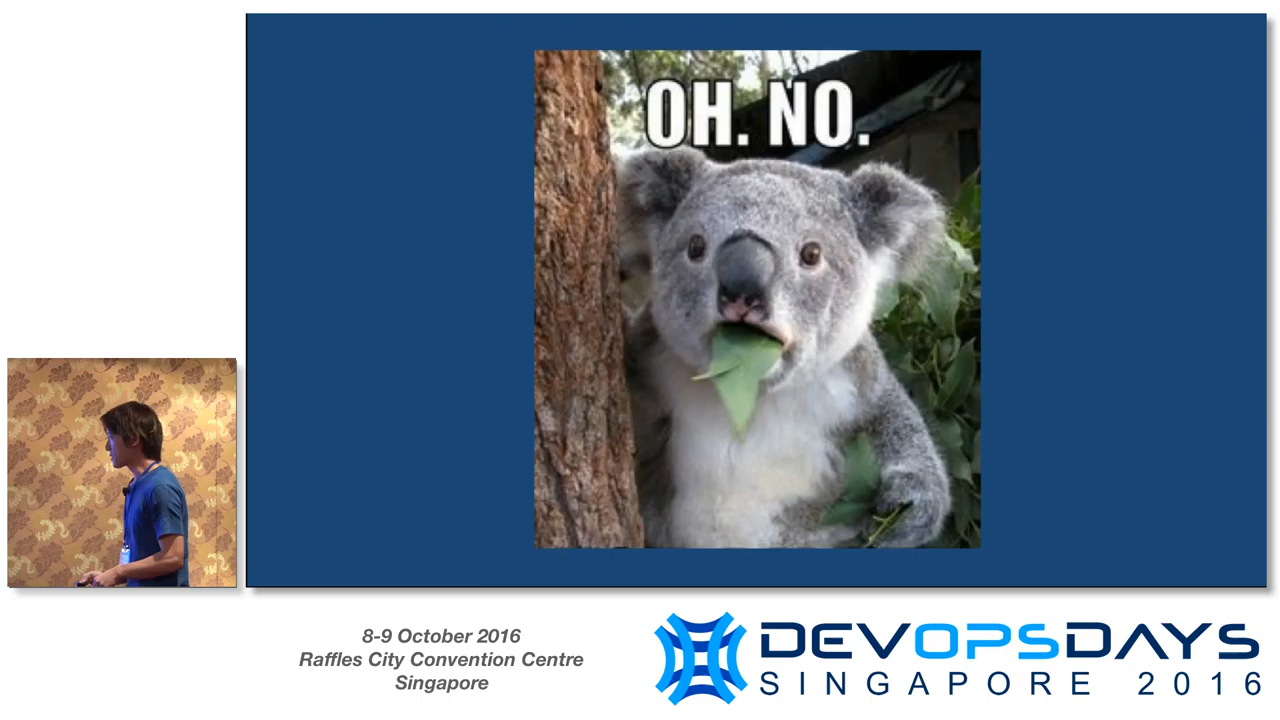 OH. NO.
8-9 October 2016
Raffles City Convention Centre
Singapore
DEVOPSDAYS
SINGAPORE 2016